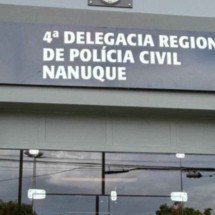 4ª DELEGACIA REGION
DE POLÍCIA CIVIL
NANUQUE